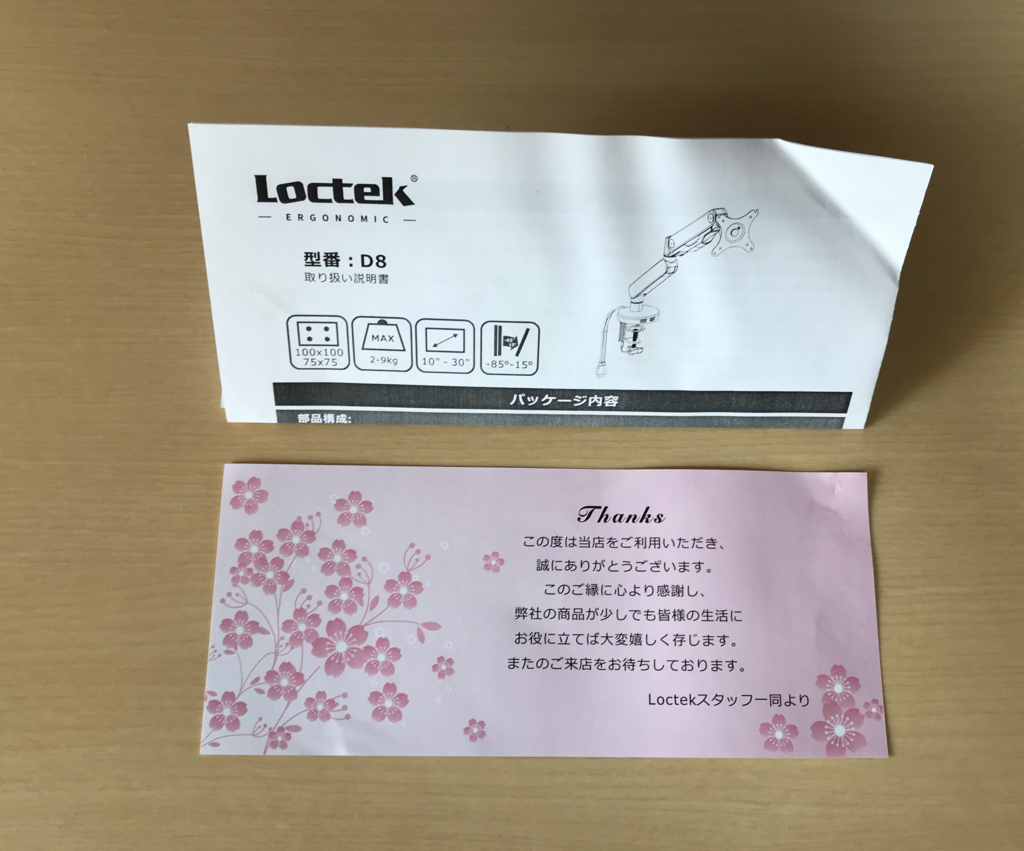 Loctek®
ERGONOMIC
型番：D8
取り扱い説明書
100x100
75x75
MAX
2-9kg
10" - 30"
-85°-15°
パッケージ内容
部品構成:
Thanks
この度は当店をご利用いただき、
誠にありがとうございます。
このご縁に心より感謝し、
弊社の商品が少しでも皆様の生活に
お役に立てば大変嬉しく存じます。
またのご来店をお待ちしております。
Loctekスタッフ一同より